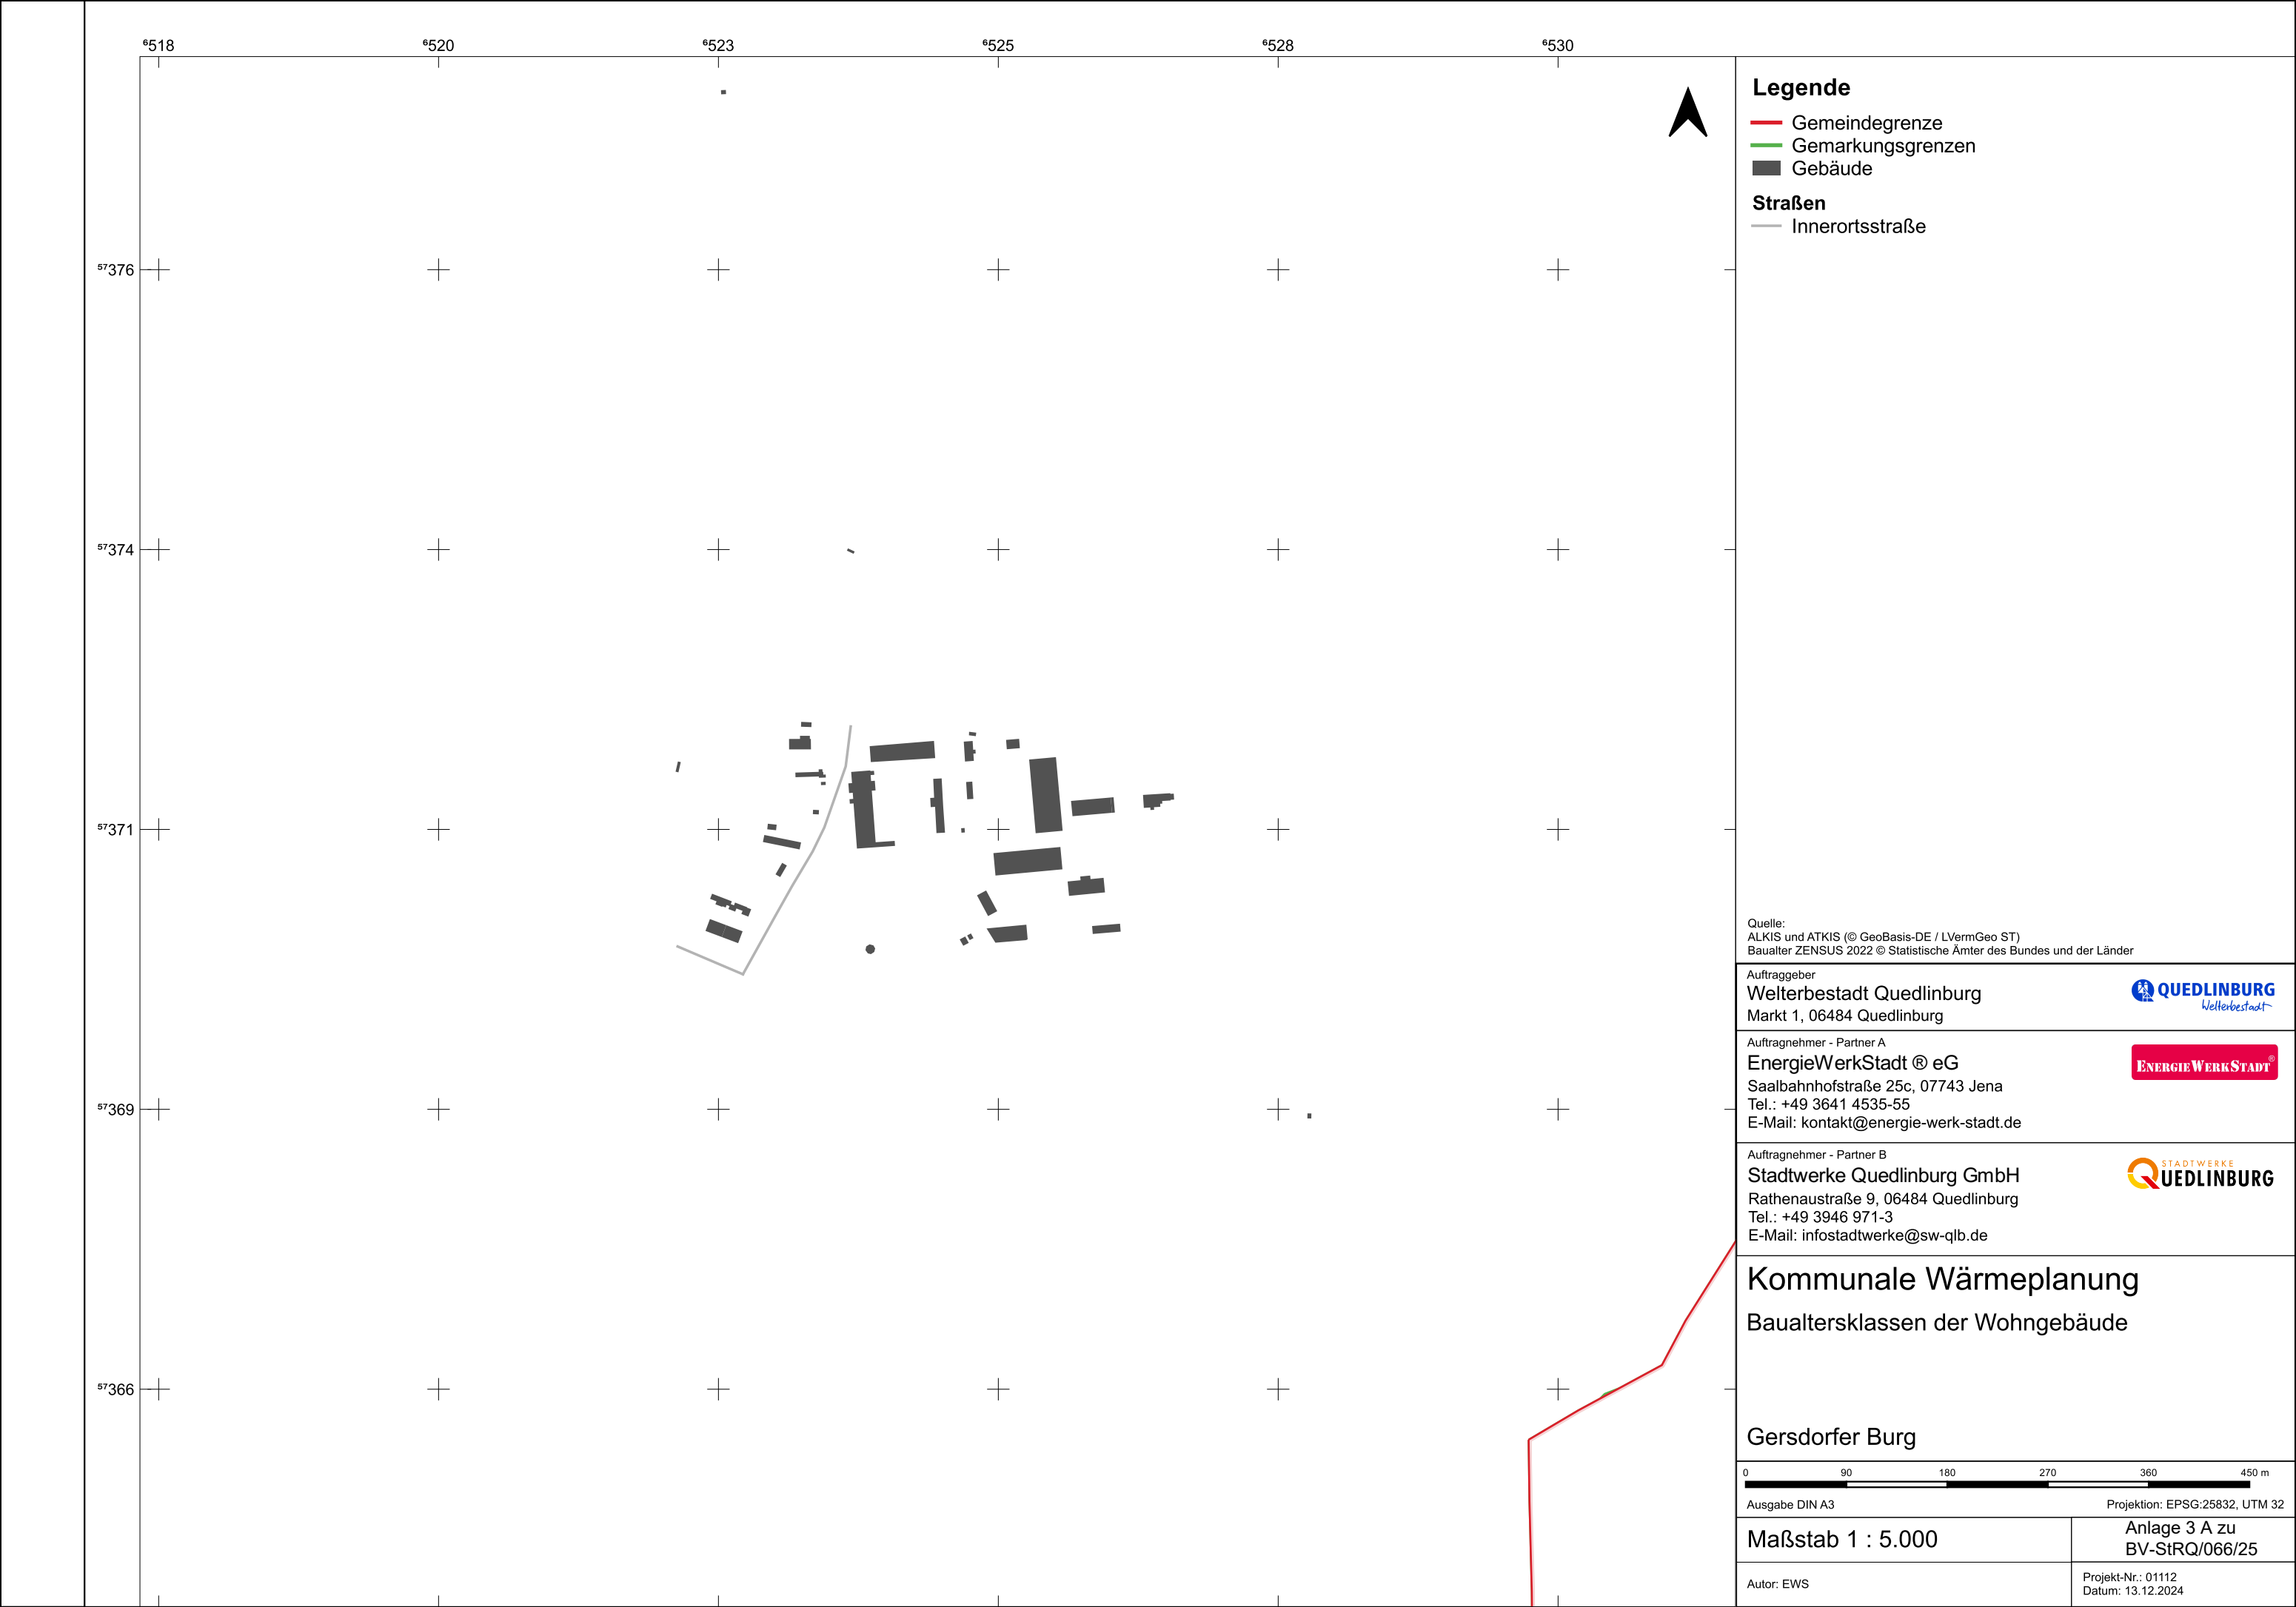 ⁶518 ⁶520 ⁶523 ⁶525 ⁶528 ⁶530
⁵⁷376
⁵⁷374
⁵⁷371
⁵⁷369
⁵⁷366
Legende
Gemeindegrenze
Gemarkungsgrenzen
Gebäude
Straßen
Innerortsstraße
Quelle:
ALKIS und ATKIS (© GeoBasis-DE / LVermGeo ST)
Baualter ZENSUS 2022 © Statistische Ämter des Bundes und der Länder
Auftraggeber
Welterbestadt Quedlinburg
Markt 1, 06484 Quedlinburg
QUEDLINBURG
Welterbestadt
Auftragnehmer - Partner A
EnergieWerkStadt ® eG
Saalbahnhofstraße 25c, 07743 Jena
Tel.: +49 3641 4535-55
E-Mail: kontakt@energie-werk-stadt.de
ENERGIEWERKSTADT®
Auftragnehmer - Partner B
Stadtwerke Quedlinburg GmbH
Rathenaustraße 9, 06484 Quedlinburg
Tel.: +49 3946 971-3
E-Mail: infostadtwerke@sw-qlb.de
STADTWERKE
QUEDLINBURG
Kommunale Wärmeplanung
Baualtersklassen der Wohngebäude
Gersdorfer Burg
0 90 180 270 360 450 m
Ausgabe DIN A3 Projektion: EPSG:25832, UTM 32
Maßstab 1 : 5.000
Anlage 3 A zu
BV-StRQ/066/25
Autor: EWS
Projekt-Nr.: 01112
Datum: 13.12.2024